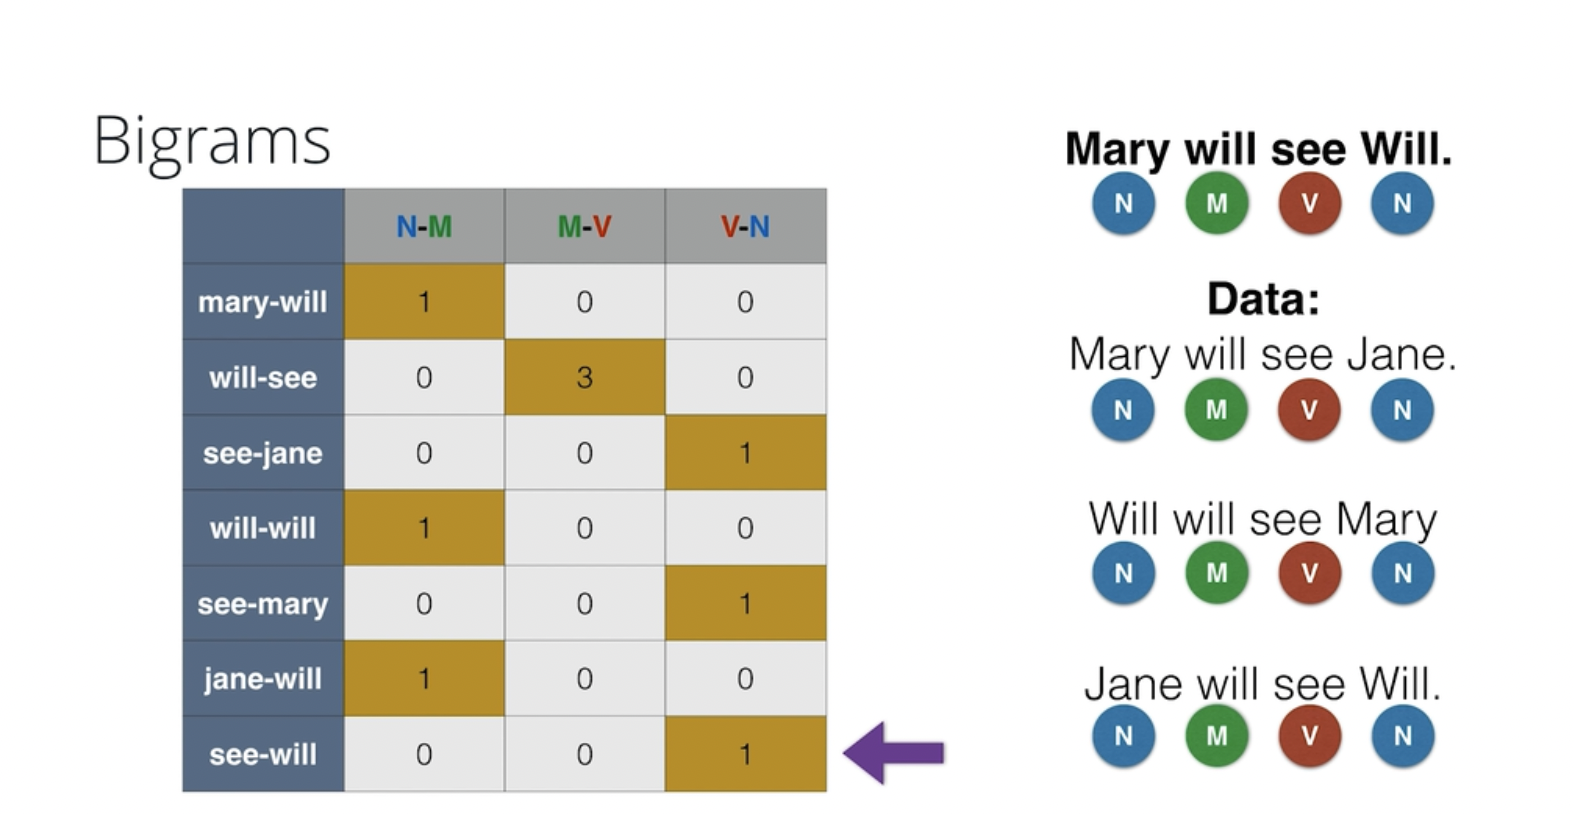 Bigrams
N-M M-V V-N
mary-will 1 0 0
will-see 0 3 0
see-jane 0 0 1
will-will 1 0 0
see-mary 0 0 1
jane-will 1 0 0
see-will 0 0 1
Mary will see Will.
N M V N
Data:
Mary will see Jane.
N M V N
Will will see Mary
N M V N
Jane will see Will.
N M V N